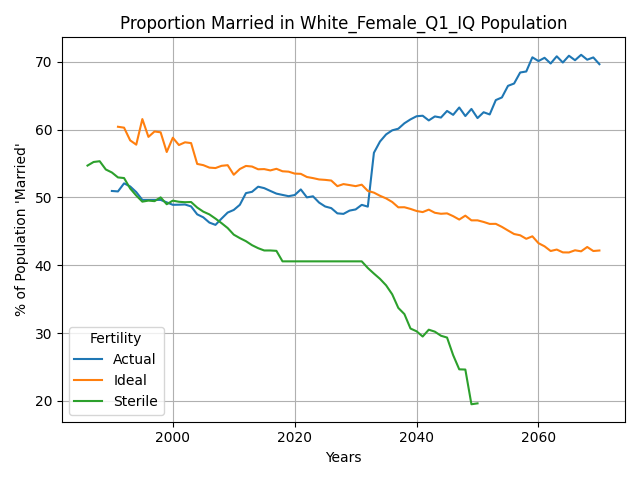 Proportion Married in White_Female_Q1_IQ Population
% of Population 'Married'
70
60
50
40
30
20
Fertility
Actual
Ideal
Sterile
2000 2020 2040 2060
Years